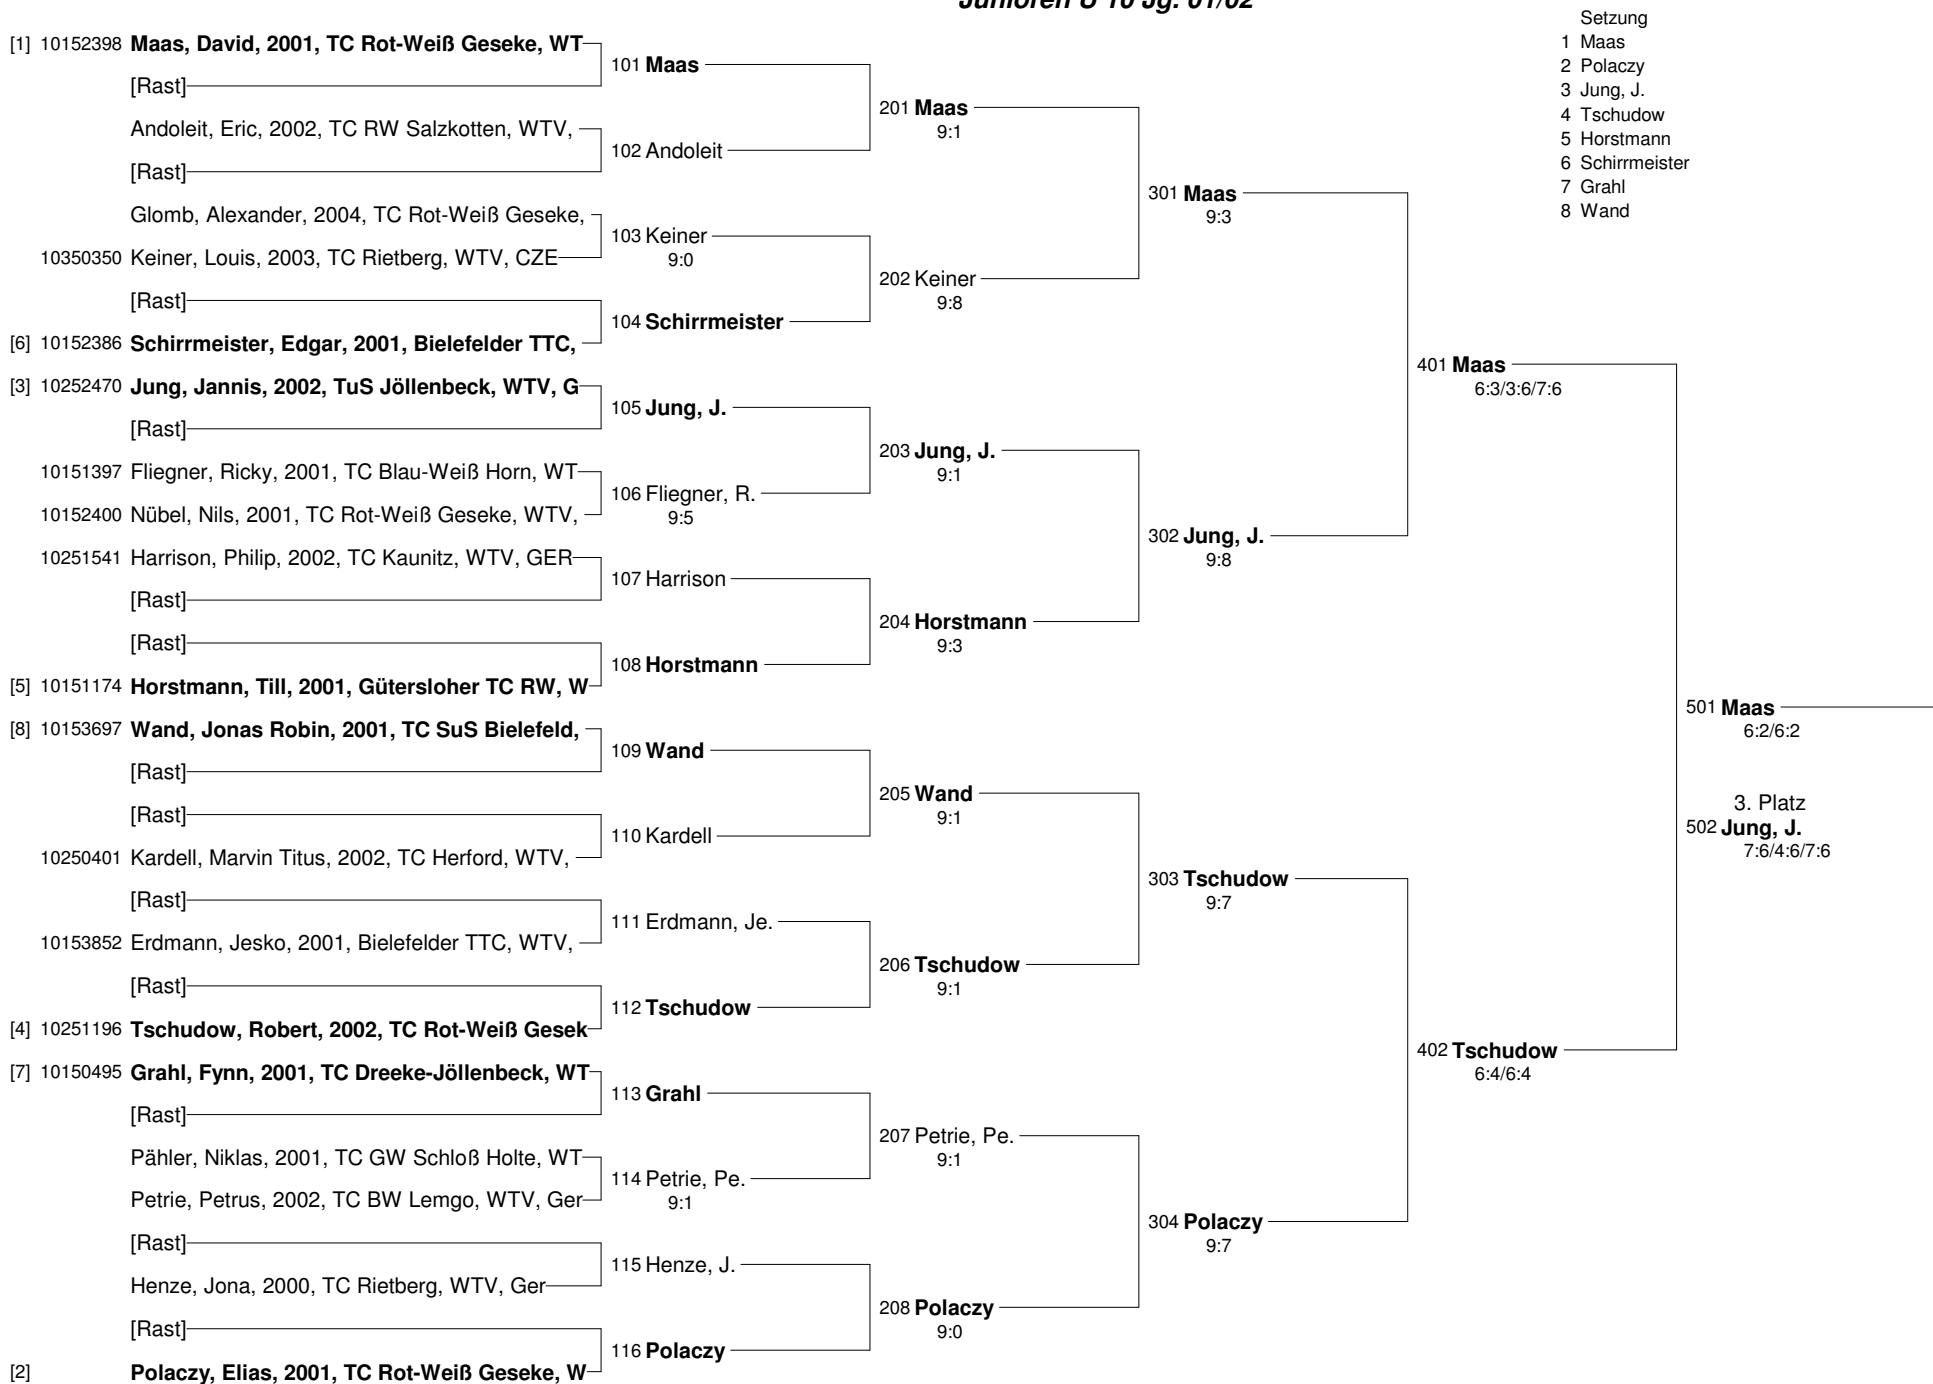 Junioren U 10 Jg. 01/02
Setzung
1 Maas
2 Polaczy
3 Jung, J.
4 Tschudow
5 Horstmann
6 Schirrmeister
7 Grahl
8 Wand
[1] 10152398 Maas, David, 2001, TC Rot-Weiß Geseke, WT
[Rast]
Andoleit, Eric, 2002, TC RW Salzkotten, WTV,
[Rast]
Glomb, Alexander, 2004, TC Rot-Weiß Geseke,
10350350 Keiner, Louis, 2003, TC Rietberg, WTV, CZE
[Rast]
[6] 10152386 Schirrmeister, Edgar, 2001, Bielefelder TTC,
[3] 10252470 Jung, Jannis, 2002, TuS Jöllenbeck, WTV, G
[Rast]
10151397 Fliegner, Ricky, 2001, TC Blau-Weiß Horn, WT
10152400 Nübel, Nils, 2001, TC Rot-Weiß Geseke, WTV,
10251541 Harrison, Philip, 2002, TC Kaunitz, WTV, GER
[Rast]
[Rast]
[5] 10151174 Horstmann, Till, 2001, Gütersloher TC RW, W
[8] 10153697 Wand, Jonas Robin, 2001, TC SuS Bielefeld,
[Rast]
[Rast]
10250401 Kardell, Marvin Titus, 2002, TC Herford, WTV,
[Rast]
10153852 Erdmann, Jesko, 2001, Bielefelder TTC, WTV,
[Rast]
[4] 10251196 Tschudow, Robert, 2002, TC Rot-Weiß Gesek
[7] 10150495 Grahl, Fynn, 2001, TC Dreeke-Jöllenbeck, WT
[Rast]
Pähler, Niklas, 2001, TC GW Schloß Holte, WT
Petrie, Petrus, 2002, TC BW Lemgo, WTV, Ger
[Rast]
Henze, Jona, 2000, TC Rietberg, WTV, Ger
[Rast]
[2] Polaczy, Elias, 2001, TC Rot-Weiß Geseke, W
101 Maas
102 Andoleit
103 Keiner
9:0
104 Schirrmeister
105 Jung, J.
106 Fliegner, R.
9:5
107 Harrison
108 Horstmann
109 Wand
110 Kardell
111 Erdmann, Je.
112 Tschudow
113 Grahl
114 Petrie, Pe.
9:1
115 Henze, J.
116 Polaczy
201 Maas
9:1
202 Keiner
9:8
203 Jung, J.
9:1
204 Horstmann
9:3
205 Wand
9:1
206 Tschudow
9:1
207 Petrie, Pe.
9:1
208 Polaczy
9:0
301 Maas
9:3
302 Jung, J.
9:8
303 Tschudow
9:7
304 Polaczy
9:7
401 Maas
6:3/3:6/7:6
402 Tschudow
6:4/6:4
501 Maas
6:2/6:2
3. Platz
502 Jung, J.
7:6/4:6/7:6